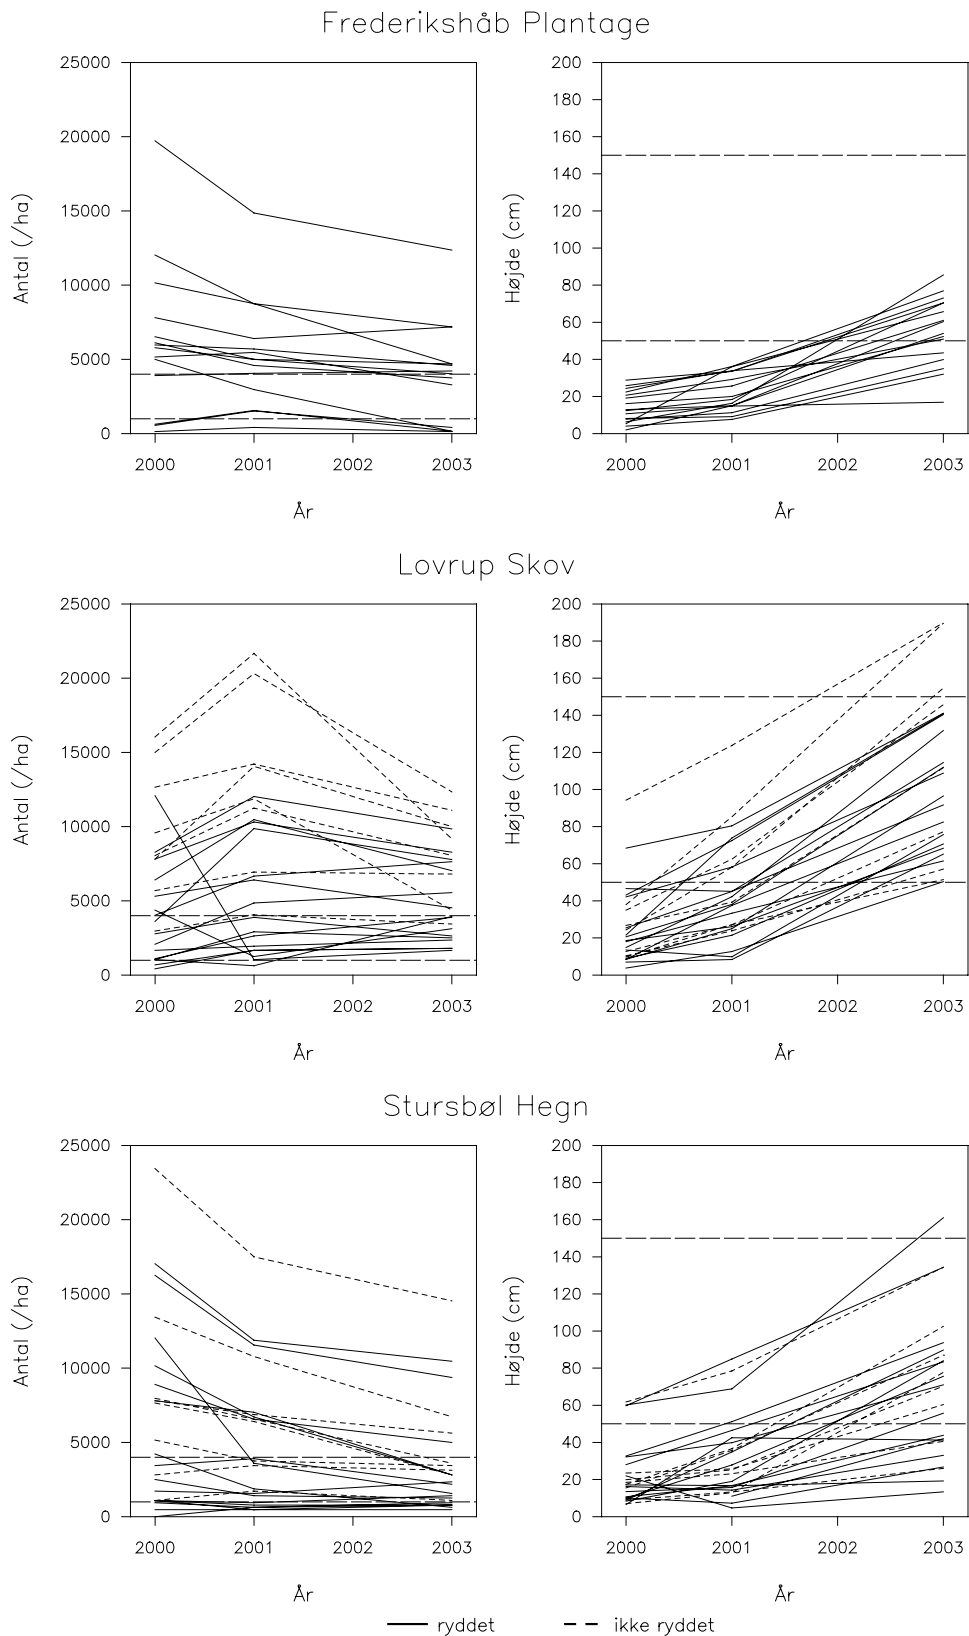 Frederikshåb Plantage
25000
20000
15000
10000
5000
0
Antal (/ha)
2000 2001 2002 2003
År
200
180
160
140
120
100
80
60
40
20
0
Højde (cm)
2000 2001 2002 2003
År
Lovrup Skov
25000
20000
15000
10000
5000
0
Antal (/ha)
2000 2001 2002 2003
År
200
180
160
140
120
100
80
60
40
20
0
Højde (cm)
2000 2001 2002 2003
År
Stursbøl Hegn
25000
20000
15000
10000
5000
0
Antal (/ha)
2000 2001 2002 2003
År
200
180
160
140
120
100
80
60
40
20
0
Højde (cm)
2000 2001 2002 2003
År
ryddet ikke ryddet